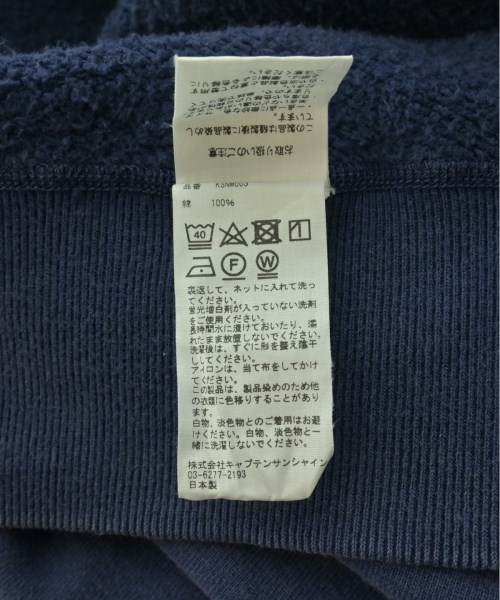 お取り扱いのご注意
この製品は縫製後に製品染めし
ています。
品番 KSNM005
綿 100%
40
F
W
裏返して、ネットに入れて洗っ
てください。
蛍光増白剤が入っていない洗剤
をご使用ください。
長時間水に漬けておいたり、濡
れたまま放置しないでください。
洗濯後は、すぐに形を整え陰干
ししてください。
アイロンは、当て布をしてかけ
てください。
この製品は、製品染めのため他
の衣類に色移りすることがあり
ます。
白物、淡色物とのご着用はお避
けください。白物、淡色物と一
緒に洗濯しないでください。
株式会社キャプテンサンシャイン
03-6277-2193
日本製